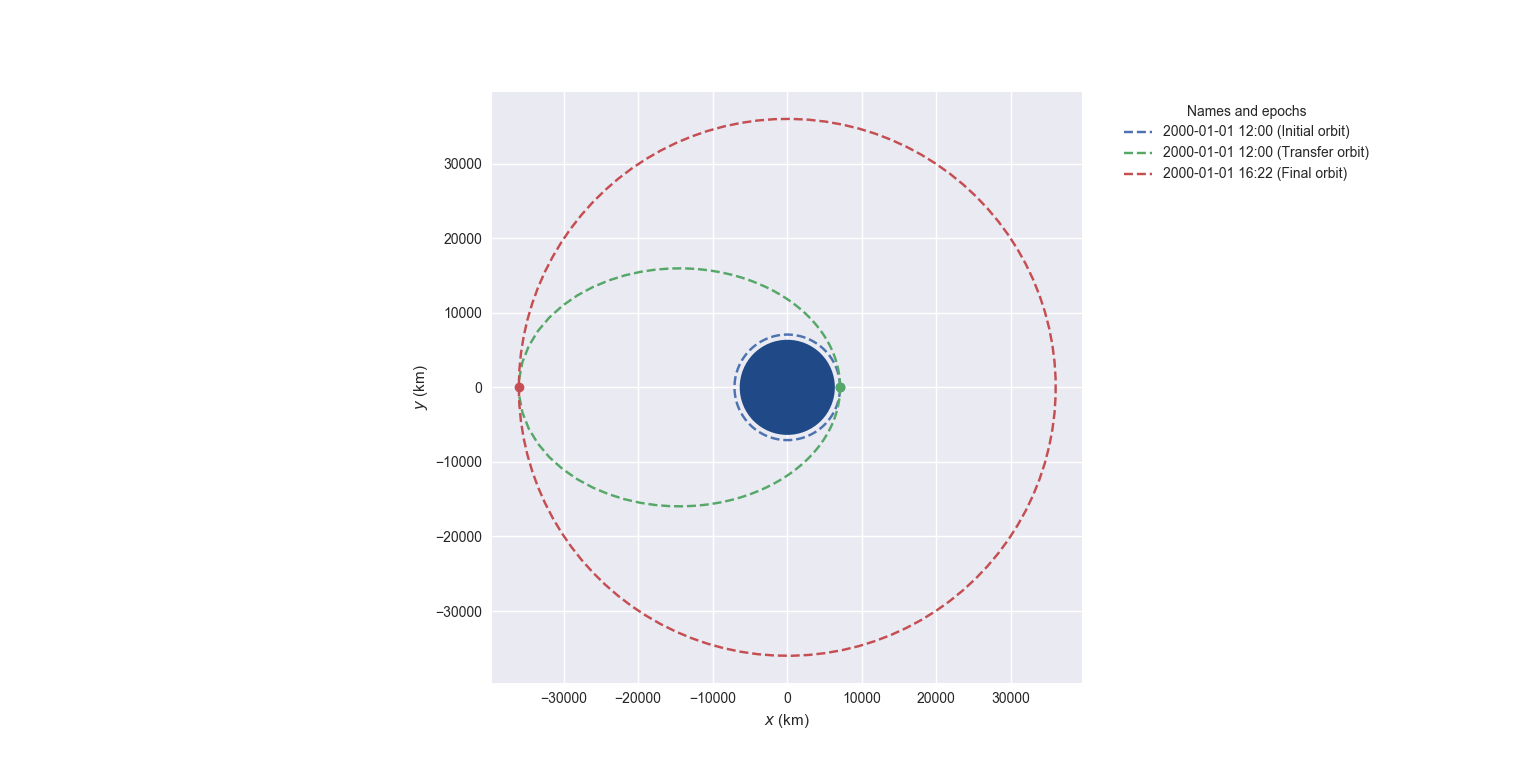 Names and epochs
2000-01-01 12:00 (Initial orbit)
2000-01-01 12:00 (Transfer orbit)
2000-01-01 16:22 (Final orbit)
30000
20000
10000
0
−10000
−20000
−30000
y (km)
−30000 −20000 −10000 0 10000 20000 30000
x (km)